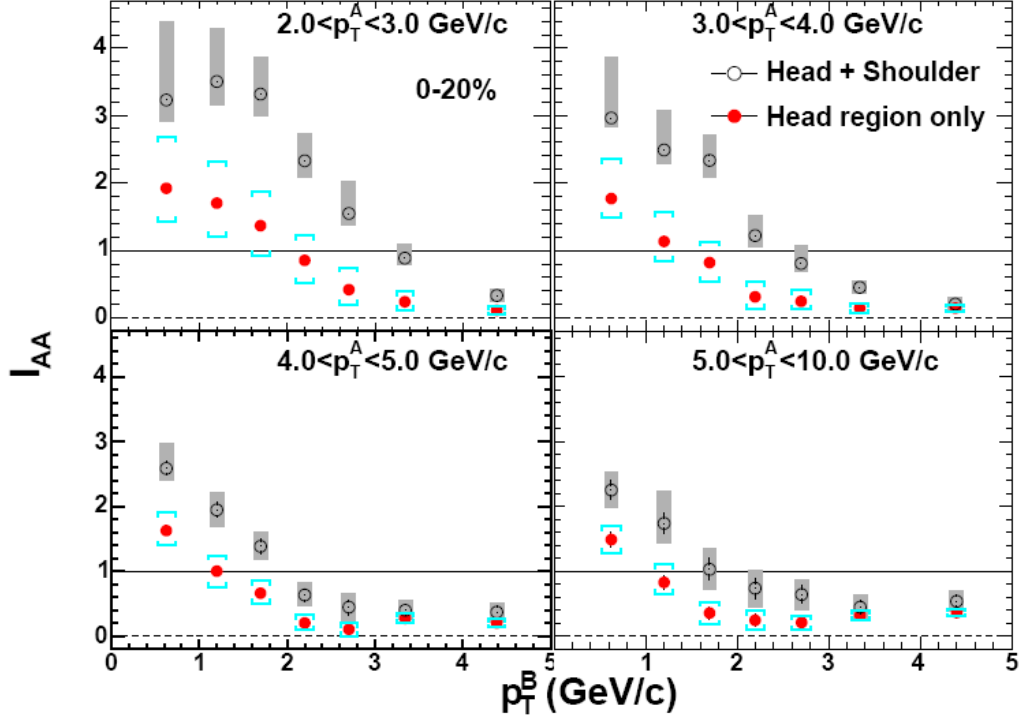 2.0<p_T^A<3.0 GeV/c
3.0<p_T^A<4.0 GeV/c
0-20%
Head + Shoulder
Head region only
4
3
2
1
0
I_AA
4.0<p_T^A<5.0 GeV/c
5.0<p_T^A<10.0 GeV/c
4
3
2
1
0
0 1 2 3 4 5 1 2 3 4 5
p_T^B (GeV/c)